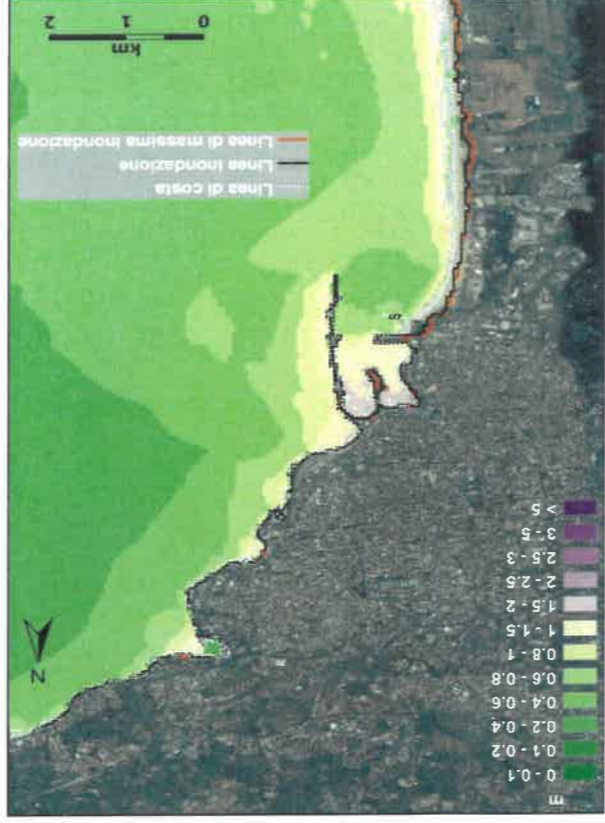 m
0 - 0.1
0.1 - 0.2
0.2 - 0.4
0.4 - 0.6
0.6 - 0.8
0.8 - 1
1 - 1.5
1.5 - 2
2 - 2.5
2.5 - 3
3 - 5
> 5
N
Linea di costa
Linea inondazione
Linea di massima inondazione
km
0 1 2